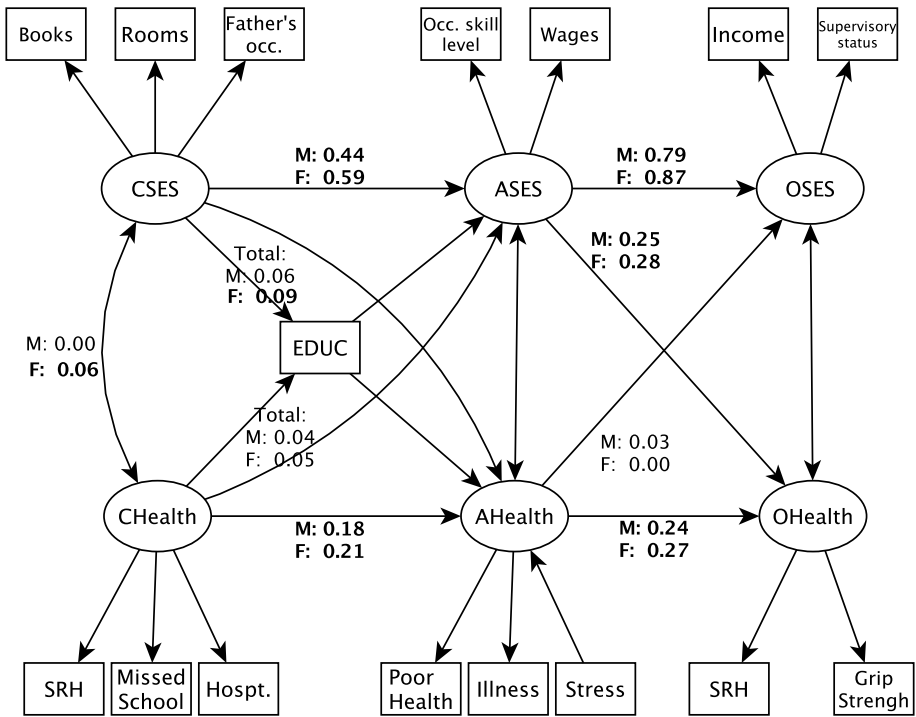 Books
Rooms
Father's
occ.
Occ. skill
level
Wages
Income
Supervisory
status
M: 0.44
F: 0.59
M: 0.79
F: 0.87
CSES
ASES
OSES
Total:
M: 0.06
F: 0.09
M: 0.25
F: 0.28
M: 0.00
F: 0.06
EDUC
Total:
M: 0.04
F: 0.05
M: 0.03
F: 0.00
CHealth
AHealth
OHealth
M: 0.18
F: 0.21
M: 0.24
F: 0.27
SRH
Missed
School
Hospt.
Poor
Health
Illness
Stress
SRH
Grip
Strengh